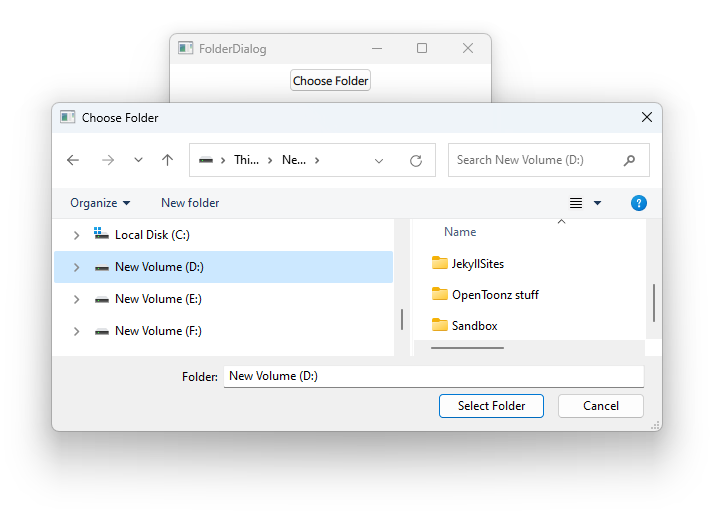 FolderDialog
Choose Folder
Choose Folder
Thi... Ne...
Search New Volume (D:)
Organize New folder
?
Local Disk (C:)
New Volume (D:)
New Volume (E:)
New Volume (F:)
Name
JekyllSites
OpenToonz stuff
Sandbox
Folder: New Volume (D:)
Select Folder Cancel